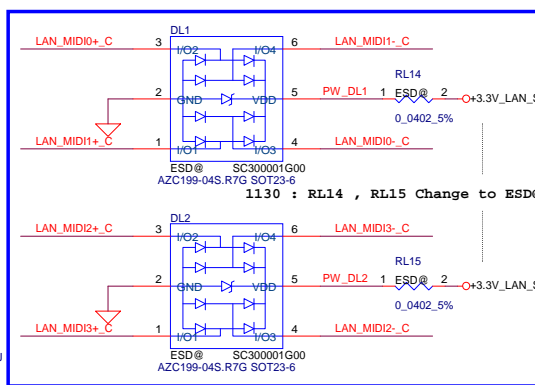 DL1
LAN_MIDI0+_C 3 I/O2 I/O4 6 LAN_MIDI1-_C
RL14
2 GND VDD 5 PW_DL1 1 ESD@ 2 +3.3V_LAN_S
0_0402_5%
LAN_MIDI1+_C 1 I/O1 I/O3 4 LAN_MIDI0-_C
ESD@ SC300001G00
AZC199-04S.R7G SOT23-6
1130 : RL14 , RL15 Change to ESD@
DL2
LAN_MIDI2+_C 3 I/O2 I/O4 6 LAN_MIDI3-_C
RL15
2 GND VDD 5 PW_DL2 1 ESD@ 2 +3.3V_LAN_S
0_0402_5%
LAN_MIDI3+_C 1 I/O1 I/O3 4 LAN_MIDI2-_C
ESD@ SC300001G00
AZC199-04S.R7G SOT23-6